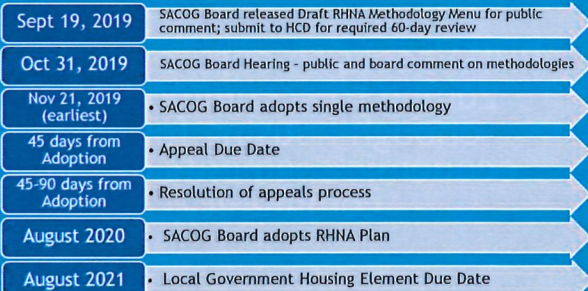 Sept 19, 2019
SACOG Board released Draft RHNA Methodology Menu for public
comment; submit to HCD for required 60-day review
Oct 31, 2019
SACOG Board Hearing - public and board comment on methodologies
Nov 21, 2019
(earliest)
• SACOG Board adopts single methodology
45 days from
Adoption
• Appeal Due Date
45-90 days from
Adoption
• Resolution of appeals process
August 2020
• SACOG Board adopts RHNA Plan
August 2021
• Local Government Housing Element Due Date